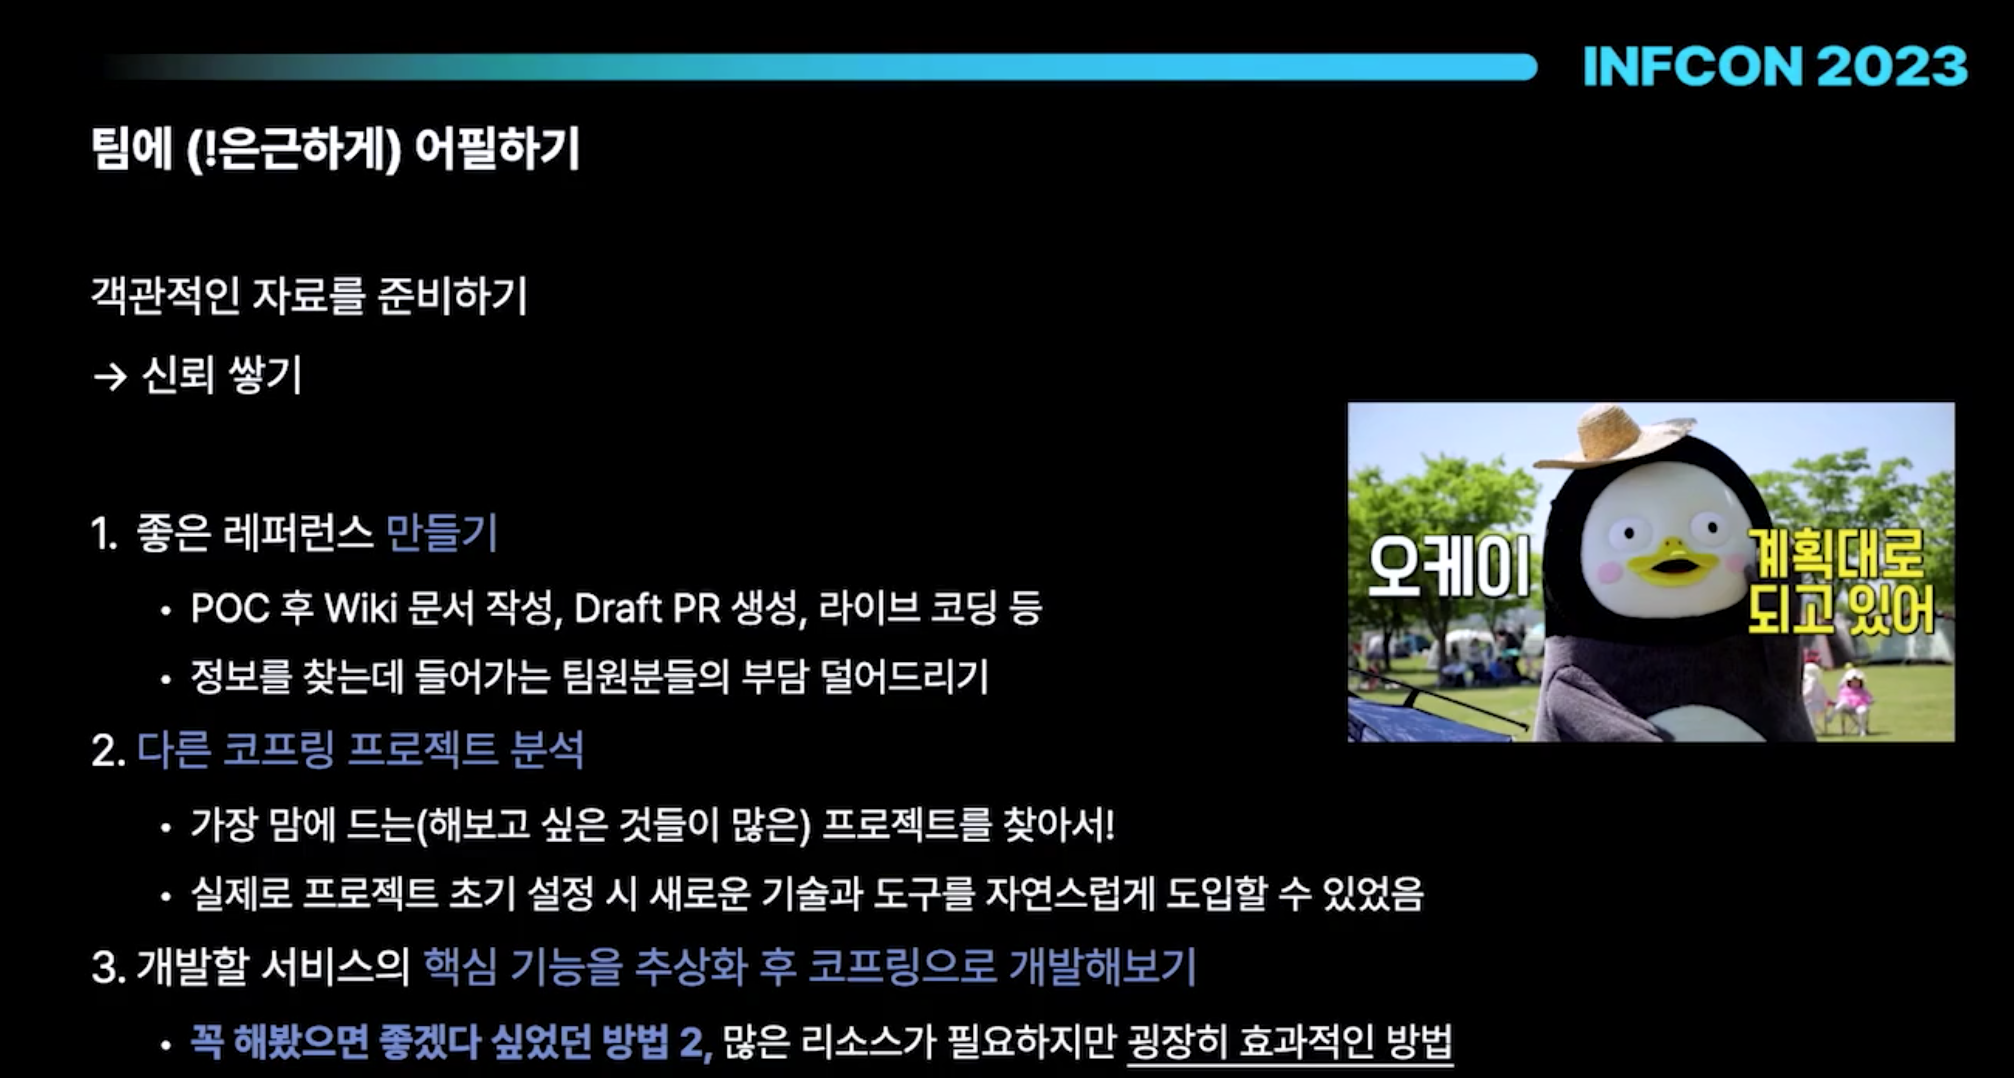 INFCON 2023
팀에 (!은근하게) 어필하기
객관적인 자료를 준비하기
→ 신뢰 쌓기
1. 좋은 레퍼런스 만들기
• POC 후 Wiki 문서 작성, Draft PR 생성, 라이브 코딩 등
• 정보를 찾는데 들어가는 팀원분들의 부담 덜어드리기
2. 다른 코프링 프로젝트 분석
• 가장 맘에 드는(해보고 싶은 것들이 많은) 프로젝트를 찾아서!
• 실제로 프로젝트 초기 설정 시 새로운 기술과 도구를 자연스럽게 도입할 수 있었음
3. 개발할 서비스의 핵심 기능을 추상화 후 코프링으로 개발해보기
• 꼭 해봤으면 좋겠다 싶었던 방법 2, 많은 리소스가 필요하지만 굉장히 효과적인 방법
오케이
계획대로
되고 있어